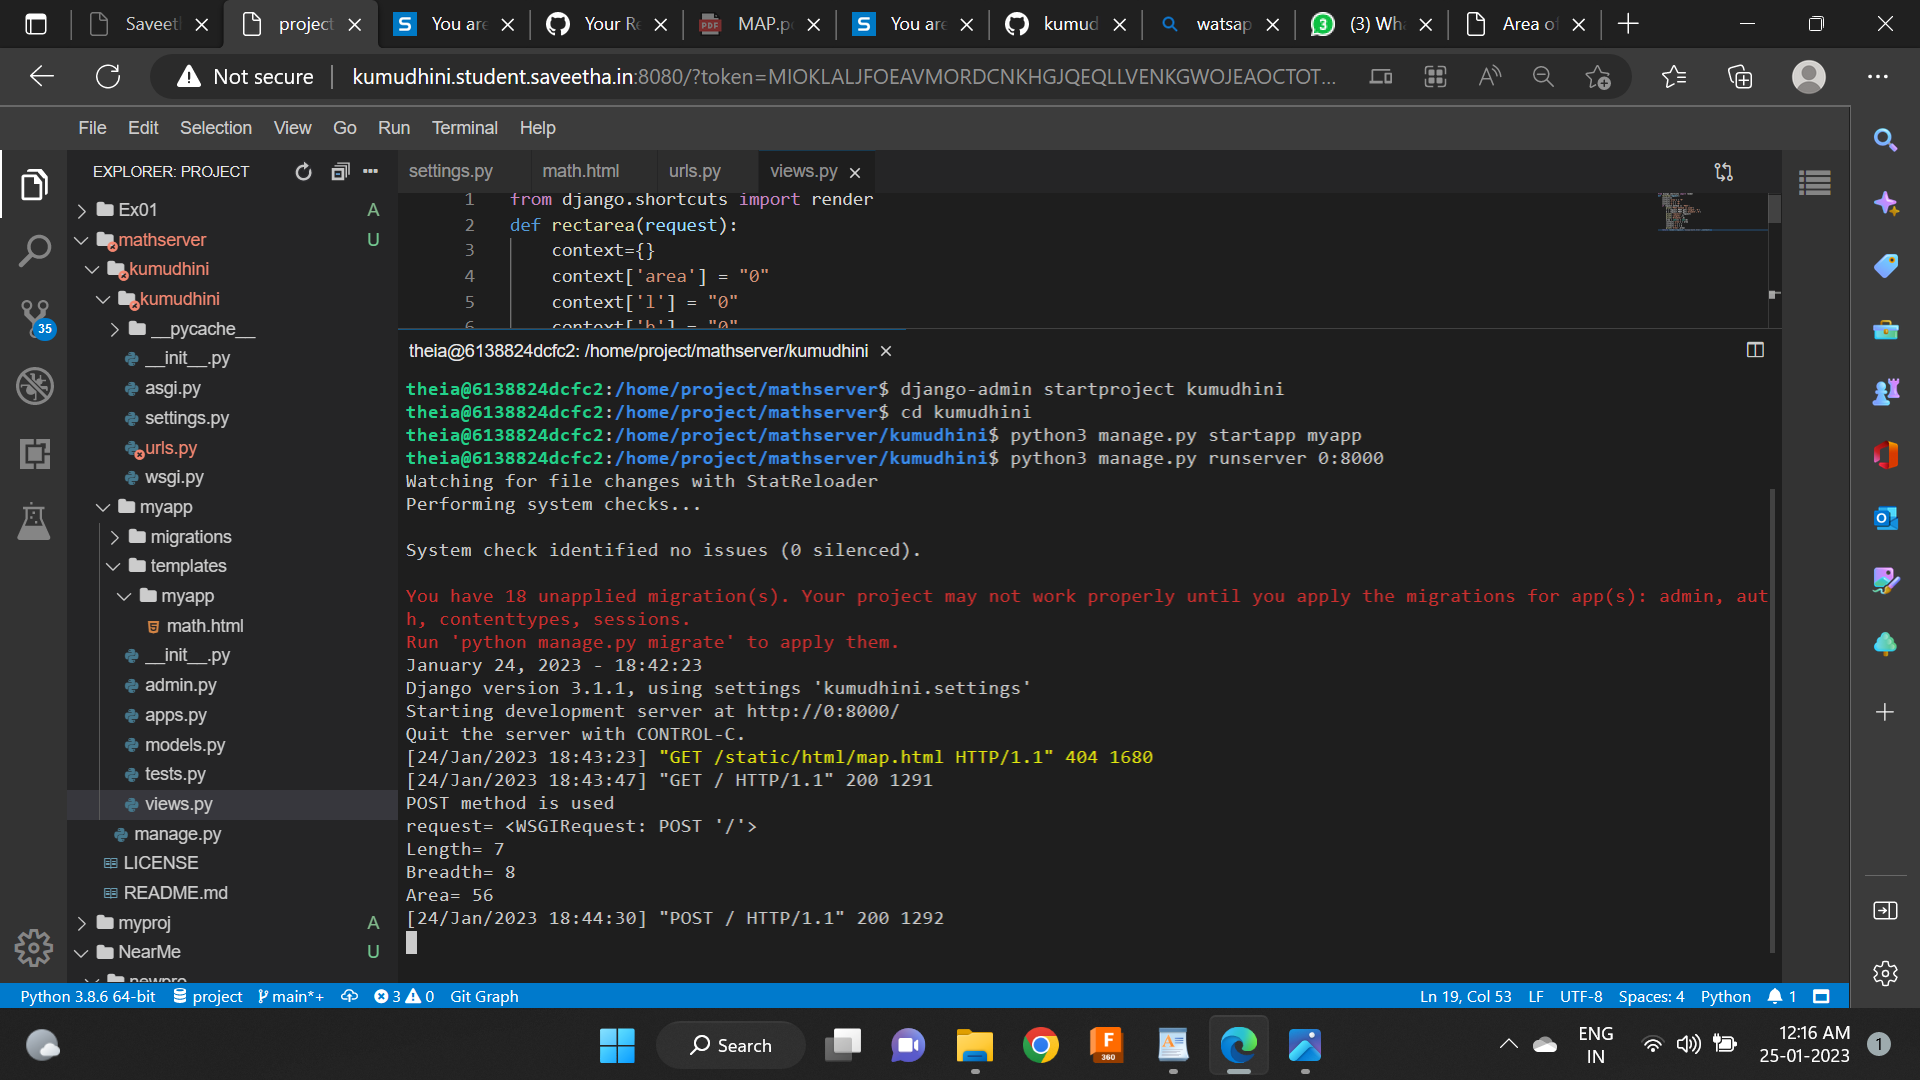 Saveet
project
You are
Your Re
MAP.p
You are
kumud
watsap
(3) Wh
Area of
Not secure
kumudhini.student.saveetha.in:8080/?token=MIOKLALJFOEAVMORDCNKHGJQEQLLVENKGWOJEAOCTOT...
File Edit Selection View Go Run Terminal Help
EXPLORER: PROJECT
Ex01 A
mathserver U
kumudhini
kumudhini
__pycache__
__init__.py
asgi.py
settings.py
urls.py
wsgi.py
myapp
migrations
templates
myapp
math.html
__init__.py
admin.py
apps.py
models.py
tests.py
views.py
manage.py
LICENSE
README.md
myproj A
NearMe U
newpro
35
settings.py math.html urls.py views.py
1 from django.shortcuts import render
2 def rectarea(request):
3 context={}
4 context['area'] = "0"
5 context['l'] = "0"
6 context['b'] = "0"
theia@6138824dcfc2: /home/project/mathserver/kumudhini
theia@6138824dcfc2:/home/project/mathserver$ django-admin startproject kumudhini
theia@6138824dcfc2:/home/project/mathserver$ cd kumudhini
theia@6138824dcfc2:/home/project/mathserver/kumudhini$ python3 manage.py startapp myapp
theia@6138824dcfc2:/home/project/mathserver/kumudhini$ python3 manage.py runserver 0:8000
Watching for file changes with StatReloader
Performing system checks...
System check identified no issues (0 silenced).
You have 18 unapplied migration(s). Your project may not work properly until you apply the migrations for app(s): admin, aut
h, contenttypes, sessions.
Run 'python manage.py migrate' to apply them.
January 24, 2023 - 18:42:23
Django version 3.1.1, using settings 'kumudhini.settings'
Starting development server at http://0:8000/
Quit the server with CONTROL-C.
[24/Jan/2023 18:43:23] "GET /static/html/map.html HTTP/1.1" 404 1680
[24/Jan/2023 18:43:47] "GET / HTTP/1.1" 200 1291
POST method is used
request= <WSGIRequest: POST '/'>
Length= 7
Breadth= 8
Area= 56
[24/Jan/2023 18:44:30] "POST / HTTP/1.1" 200 1292
Python 3.8.6 64-bit project main*+ 3 0 Git Graph
Ln 19, Col 53 LF UTF-8 Spaces: 4 Python 1
Search
ENG
IN
12:16 AM
25-01-2023
1